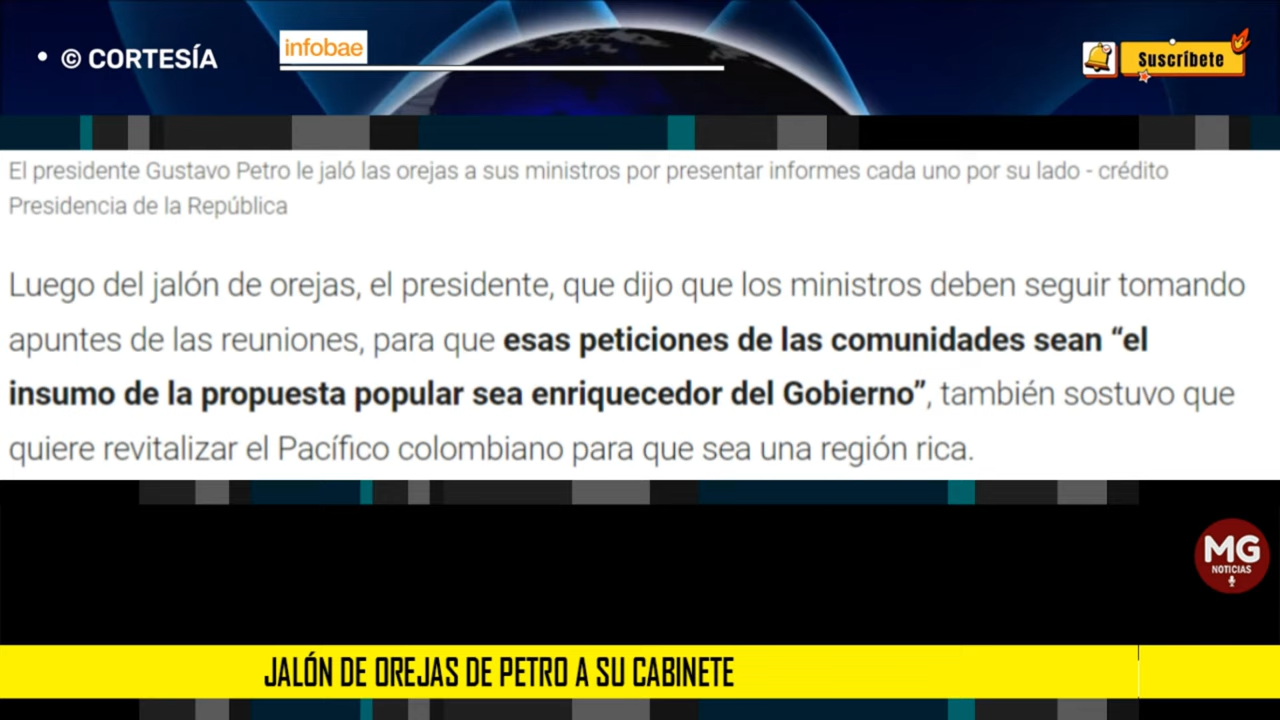 • © CORTESÍA
infobae
Suscríbete
El presidente Gustavo Petro le jaló las orejas a sus ministros por presentar informes cada uno por su lado - crédito
Presidencia de la República
Luego del jalón de orejas, el presidente, que dijo que los ministros deben seguir tomando
apuntes de las reuniones, para que esas peticiones de las comunidades sean “el
insumo de la propuesta popular sea enriquecedor del Gobierno”, también sostuvo que
quiere revitalizar el Pacífico colombiano para que sea una región rica.
MG
NOTICIAS
JALÓN DE OREJAS DE PETRO A SU CABINETE